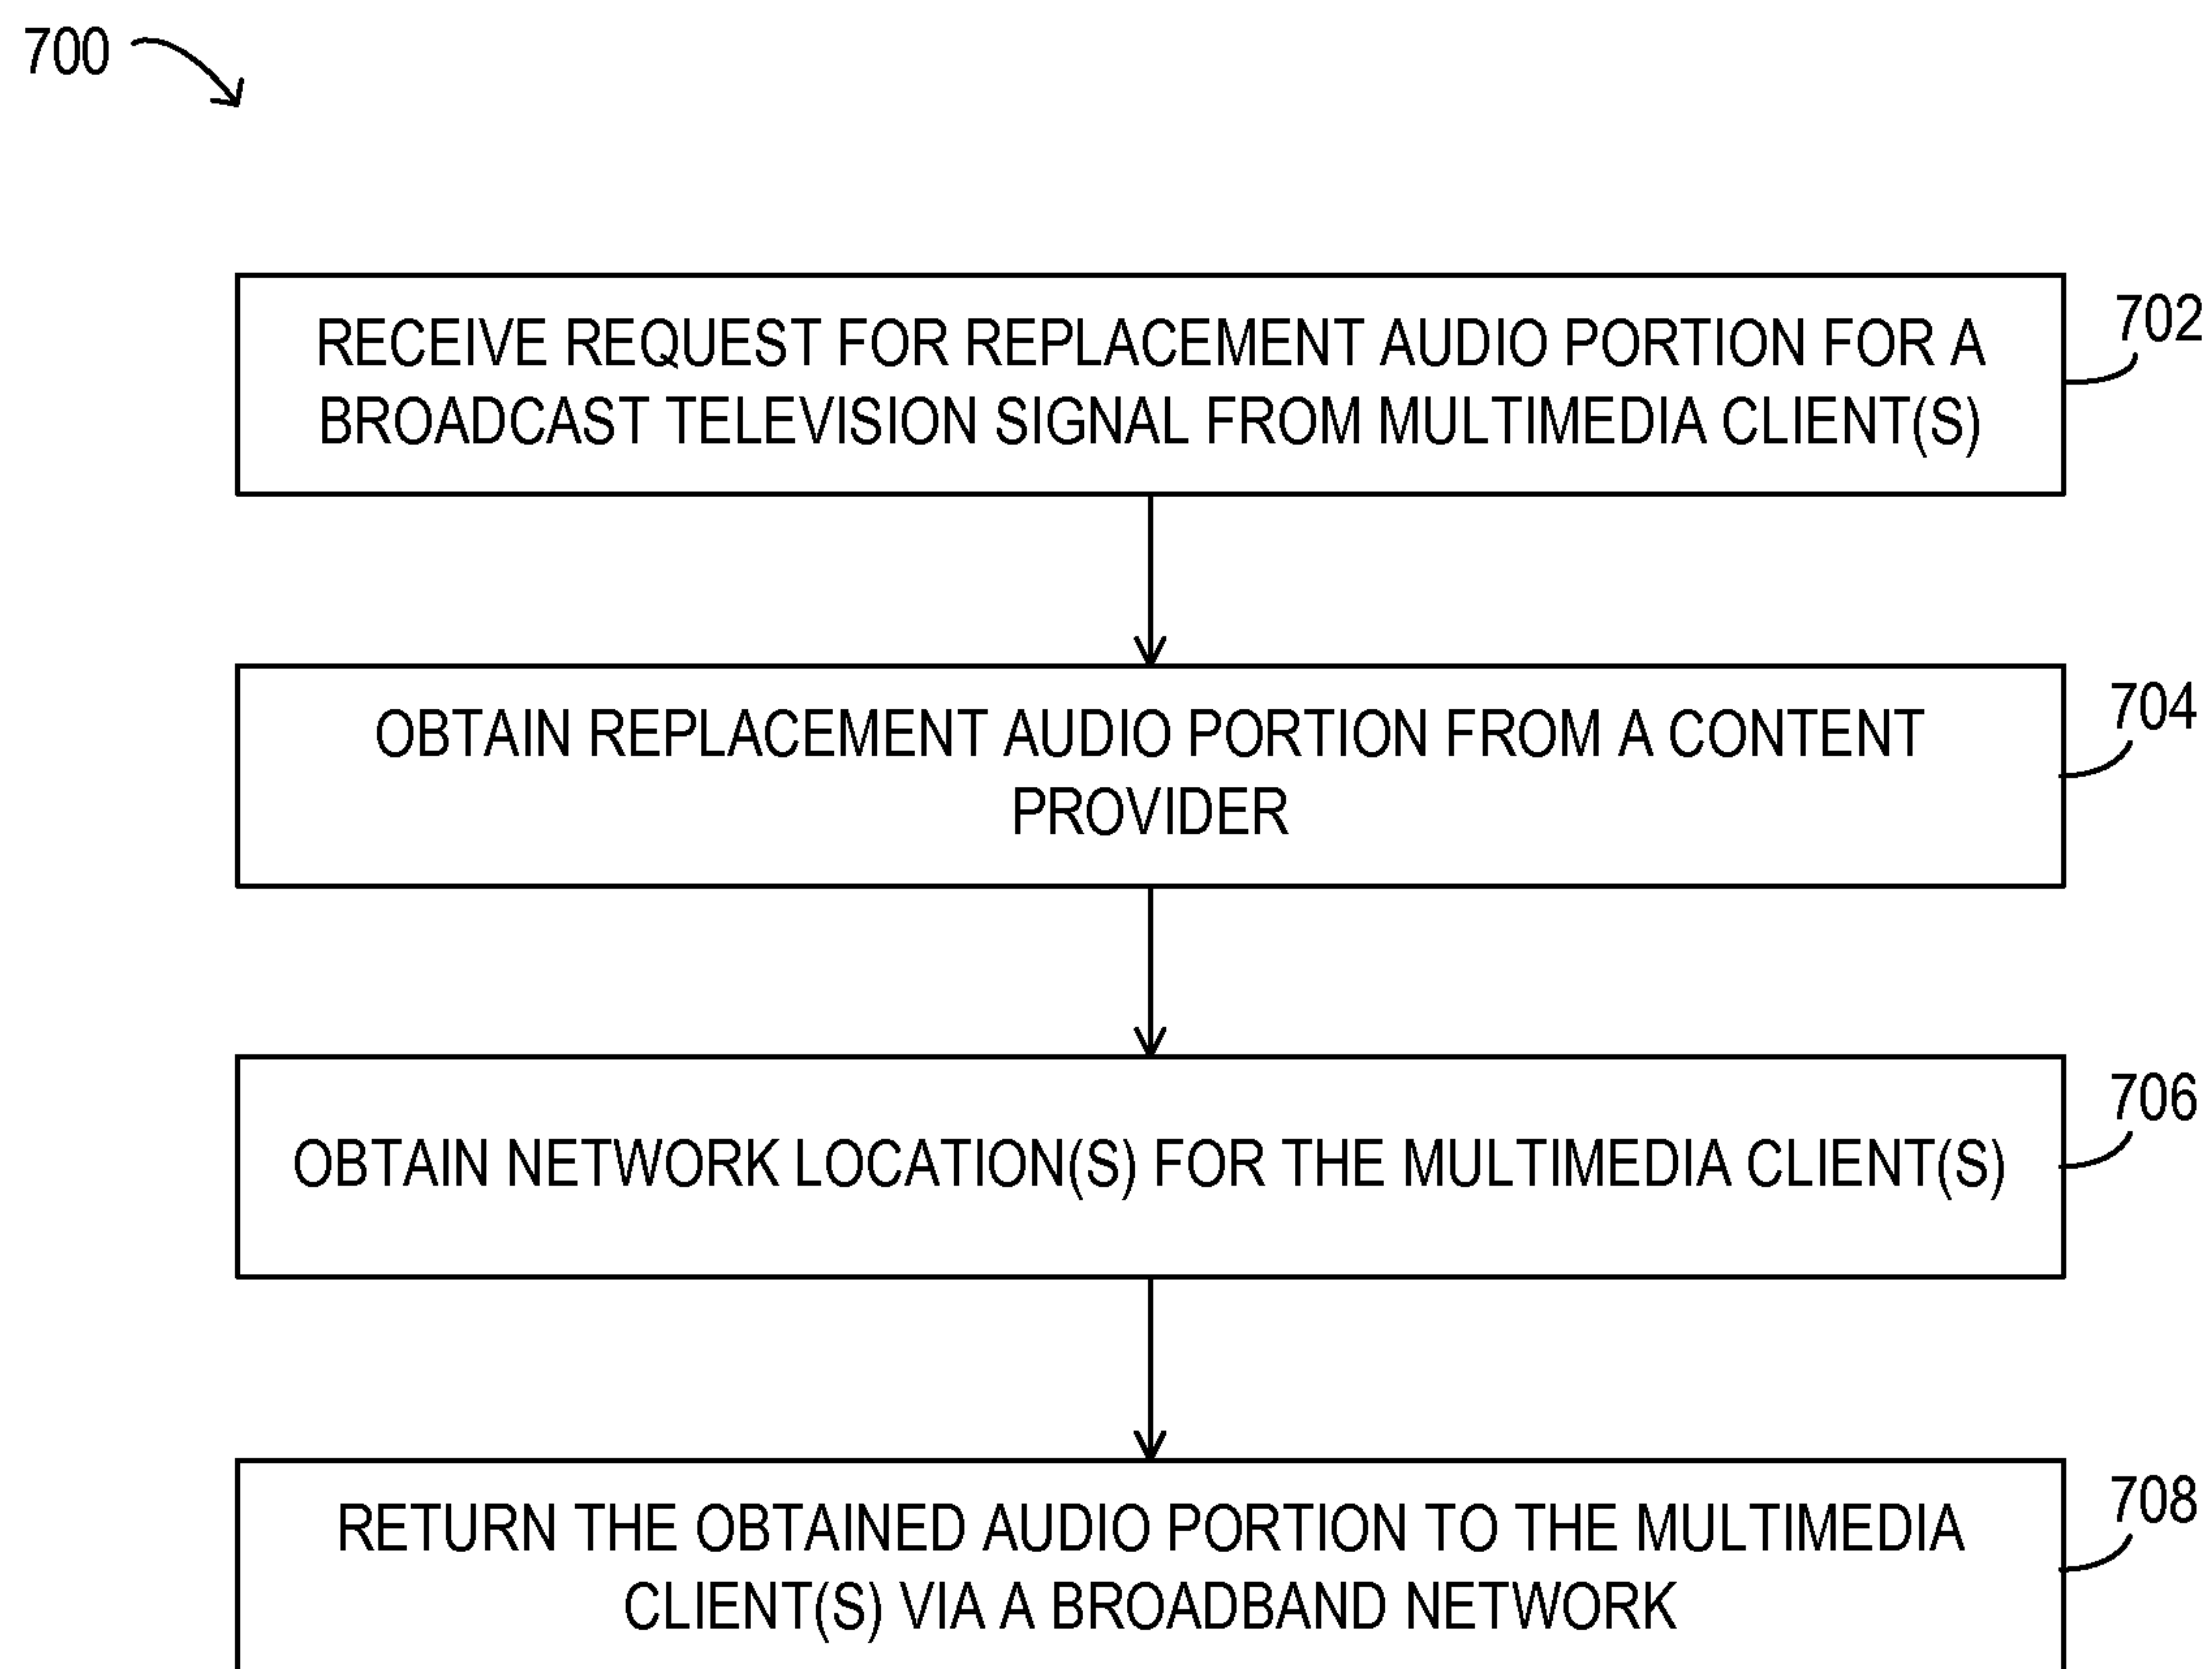 700
RECEIVE REQUEST FOR REPLACEMENT AUDIO PORTION FOR A
BROADCAST TELEVISION SIGNAL FROM MULTIMEDIA CLIENT(S)
702
OBTAIN REPLACEMENT AUDIO PORTION FROM A CONTENT
PROVIDER
704
OBTAIN NETWORK LOCATION(S) FOR THE MULTIMEDIA CLIENT(S)
706
RETURN THE OBTAINED AUDIO PORTION TO THE MULTIMEDIA
CLIENT(S) VIA A BROADBAND NETWORK
708